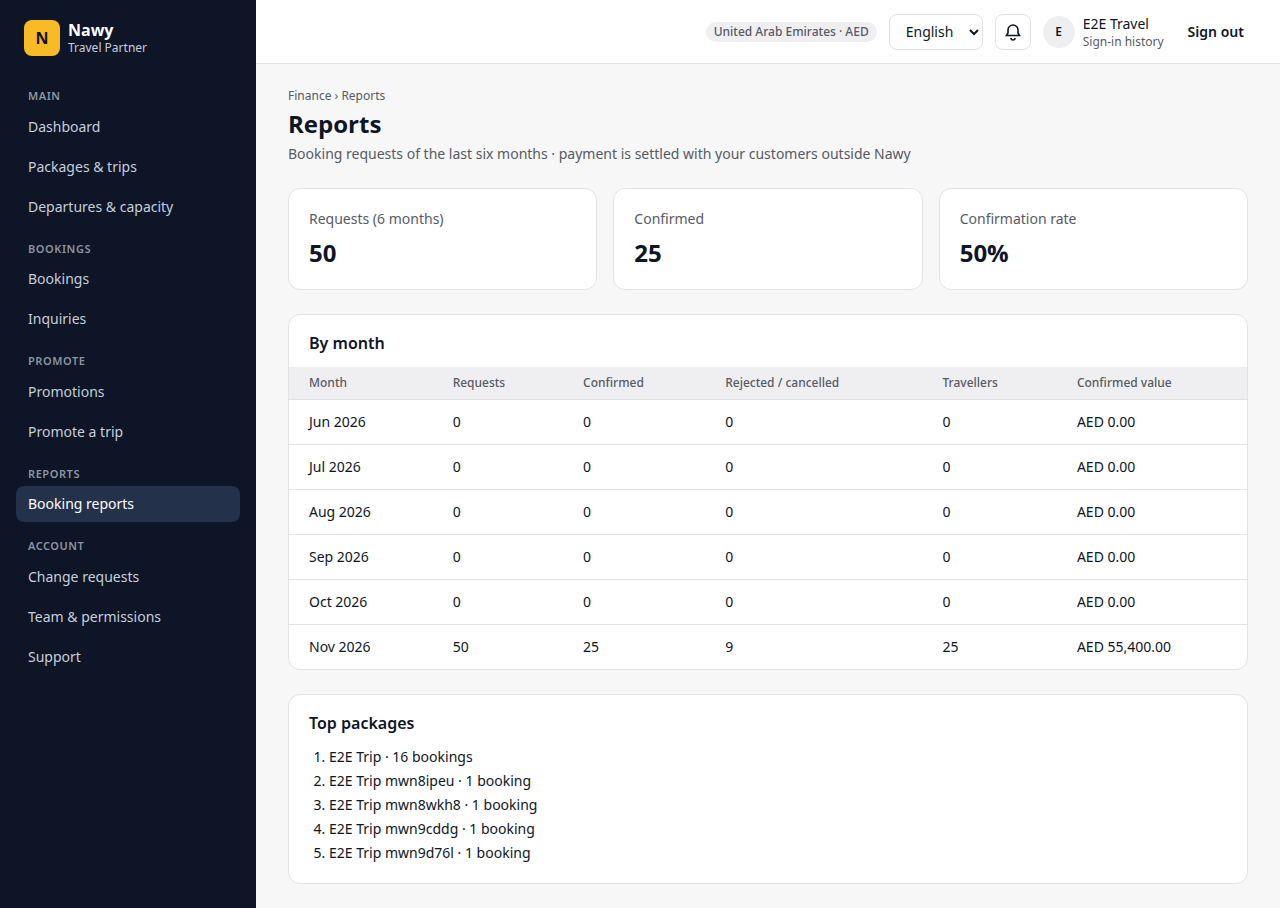 N
Nawy
Travel Partner
MAIN
Dashboard
Packages & trips
Departures & capacity
BOOKINGS
Bookings
Inquiries
PROMOTE
Promotions
Promote a trip
REPORTS
Booking reports
ACCOUNT
Change requests
Team & permissions
Support
United Arab Emirates · AED
English
E
E2E Travel
Sign-in history
Sign out
Finance › Reports
Reports
Booking requests of the last six months · payment is settled with your customers outside Nawy
Requests (6 months)
50
Confirmed
25
Confirmation rate
50%
By month
Month Requests Confirmed Rejected / cancelled Travellers Confirmed value
Jun 2026 0 0 0 0 AED 0.00
Jul 2026 0 0 0 0 AED 0.00
Aug 2026 0 0 0 0 AED 0.00
Sep 2026 0 0 0 0 AED 0.00
Oct 2026 0 0 0 0 AED 0.00
Nov 2026 50 25 9 25 AED 55,400.00
Top packages
1. E2E Trip · 16 bookings
2. E2E Trip mwn8ipeu · 1 booking
3. E2E Trip mwn8wkh8 · 1 booking
4. E2E Trip mwn9cddg · 1 booking
5. E2E Trip mwn9d76l · 1 booking